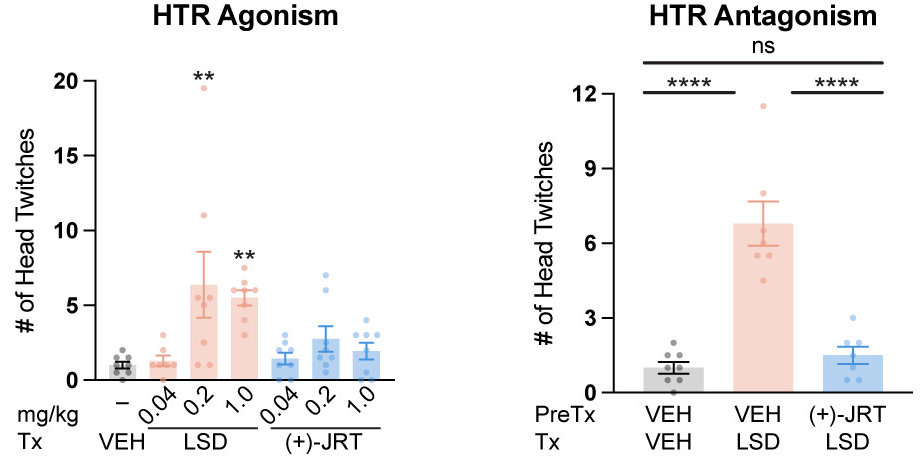 HTR Agonism
# of Head Twitches
20
15
10
5
0
**
**
mg/kg – 0.04 0.2 1.0 0.04 0.2 1.0
Tx VEH LSD (+)-JRT
HTR Antagonism
ns
**** ****
# of Head Twitches
12
9
6
3
0
PreTx VEH VEH (+)-JRT
Tx VEH LSD LSD